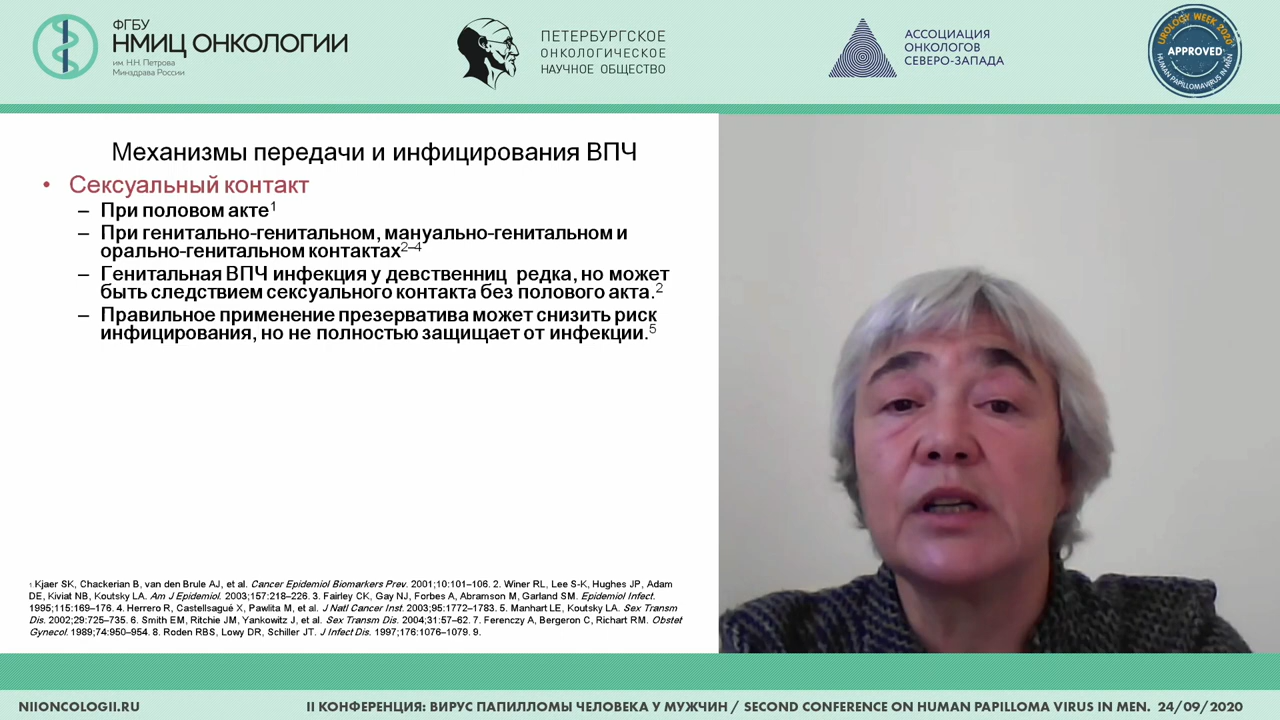 ФГБУ
НМИЦ ОНКОЛОГИИ
им. Н.Н. Петрова
Минздрава России
ПЕТЕРБУРГСКОЕ
ОНКОЛОГИЧЕСКОЕ
НАУЧНОЕ ОБЩЕСТВО
АССОЦИАЦИЯ
ОНКОЛОГОВ
СЕВЕРО-ЗАПАДА
UROLOGY WEEK 2020
APPROVED
HUMAN PAPILLOMAVIRUS IN MEN
Механизмы передачи и инфицирования ВПЧ
• Сексуальный контакт
– При половом акте1
– При генитально-генитальном, мануально-генитальном и
орально-генитальном контактах2–4
– Генитальная ВПЧ инфекция у девственниц редка, но может
быть следствием сексуального контакта без полового акта.2
– Правильное применение презерватива может снизить риск
инфицирования, но не полностью защищает от инфекции.5
1. Kjaer SK, Chackerian B, van den Brule AJ, et al. Cancer Epidemiol Biomarkers Prev. 2001;10:101–106. 2. Winer RL, Lee S-K, Hughes JP, Adam
DE, Kiviat NB, Koutsky LA. Am J Epidemiol. 2003;157:218–226. 3. Fairley CK, Gay NJ, Forbes A, Abramson M, Garland SM. Epidemiol Infect.
1995;115:169–176. 4. Herrero R, Castellsagué X, Pawlita M, et al. J Natl Cancer Inst. 2003;95:1772–1783. 5. Manhart LE, Koutsky LA. Sex Transm
Dis. 2002;29:725–735. 6. Smith EM, Ritchie JM, Yankowitz J, et al. Sex Transm Dis. 2004;31:57–62. 7. Ferenczy A, Bergeron C, Richart RM. Obstet
Gynecol. 1989;74:950–954. 8. Roden RBS, Lowy DR, Schiller JT. J Infect Dis. 1997;176:1076–1079. 9.
NIIONCOLOGII.RU
II КОНФЕРЕНЦИЯ: ВИРУС ПАПИЛЛОМЫ ЧЕЛОВЕКА У МУЖЧИН / SECOND CONFERENCE ON HUMAN PAPILLOMA VIRUS IN MEN. 24/09/2020